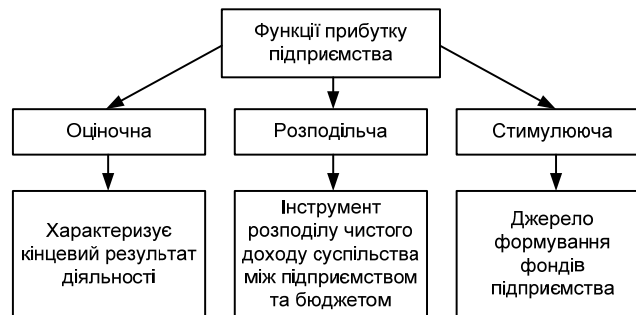 Функції прибутку
підприємства
Оціночна
Розподільча
Стимулююча
Характеризує
кінцевий результат
діяльності
Інструмент
розподілу чистого
доходу суспільства
між підприємством
та бюджетом
Джерело
формування
фондів
підприємства